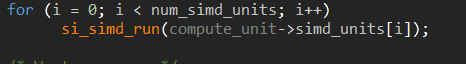 for (i = 0; i < num_simd_units; i++)
si_simd_run(compute_unit->simd_units[i]);